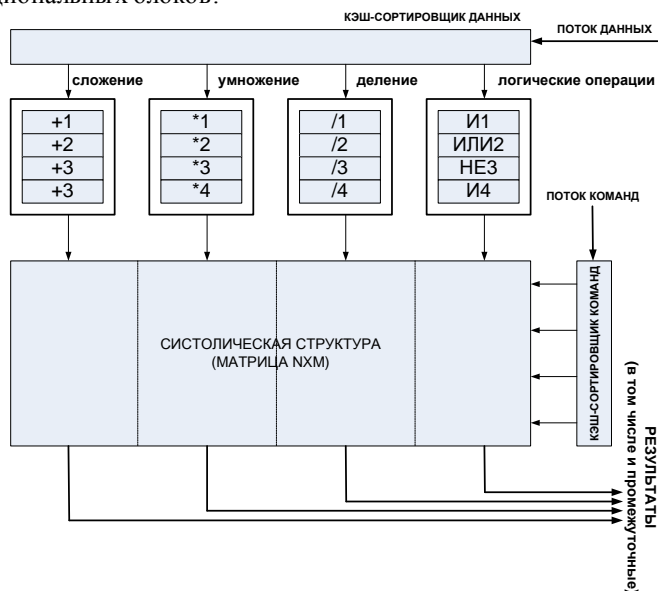 КЭШ-СОРТИРОВЩИК ДАННЫХ
ПОТОК ДАННЫХ
сложение
умножение
деление
логические операции
+1
+2
+3
+3
*1
*2
*3
*4
/1
/2
/3
/4
И1
ИЛИ2
НЕ3
И4
ПОТОК КОМАНД
СИСТОЛИЧЕСКАЯ СТРУКТУРА
(МАТРИЦА NXM)
КЭШ-СОРТИРОВЩИК КОМАНД
РЕЗУЛЬТАТЫ
(в том числе и промежуточные)